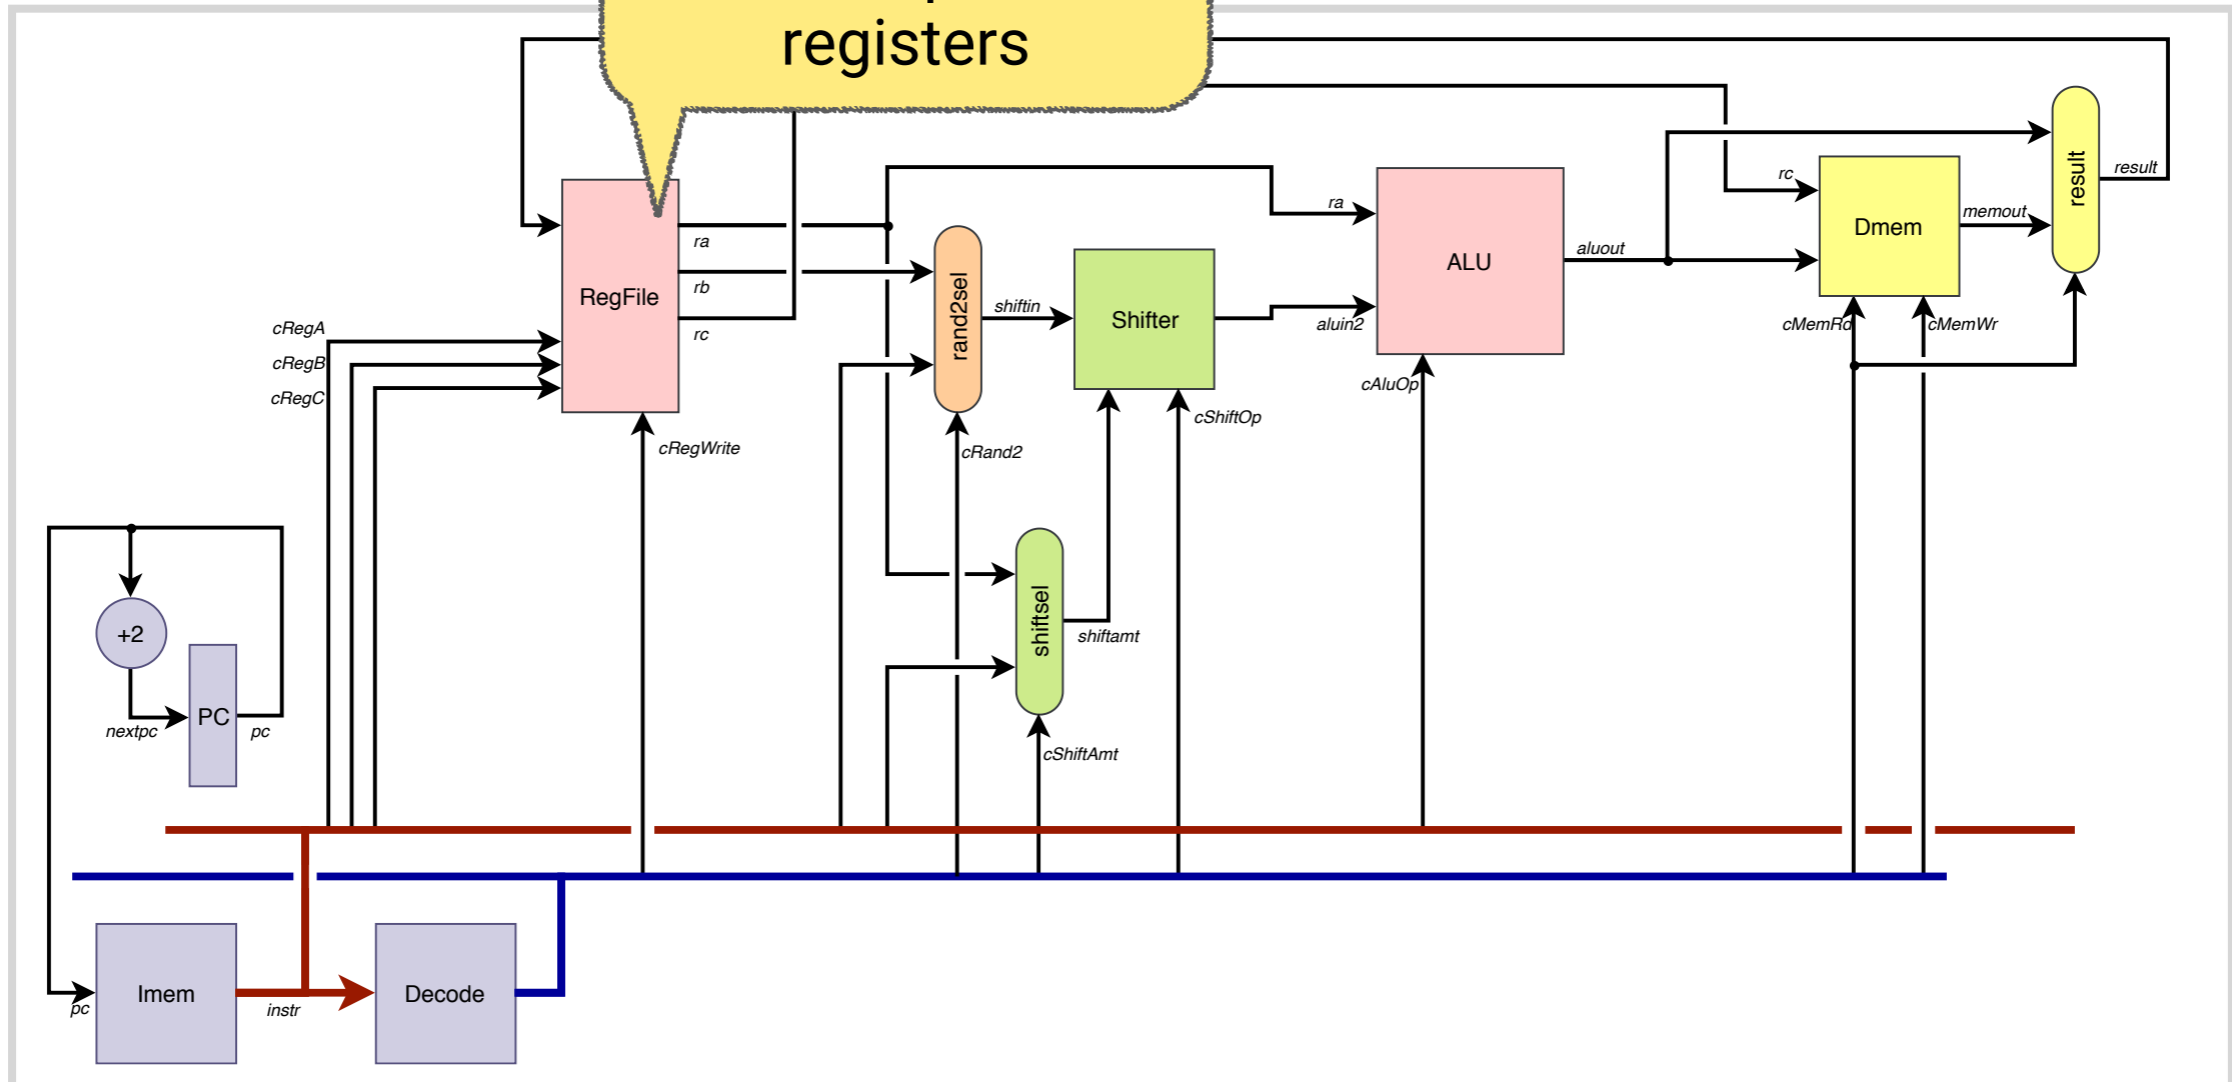 registers
result
rc
result
ra
Dmem
memout
ra
aluout
ALU
rb
rand2sel
RegFile
shiftin
Shifter
aluin2
cMemRd
cMemWr
cRegA
rc
cRegB
cAluOp
cRegC
cShiftOp
cRegWrite
cRand2
shiftsel
+2
shiftamt
PC
nextpc
pc
cShiftAmt
Imem
Decode
pc
instr